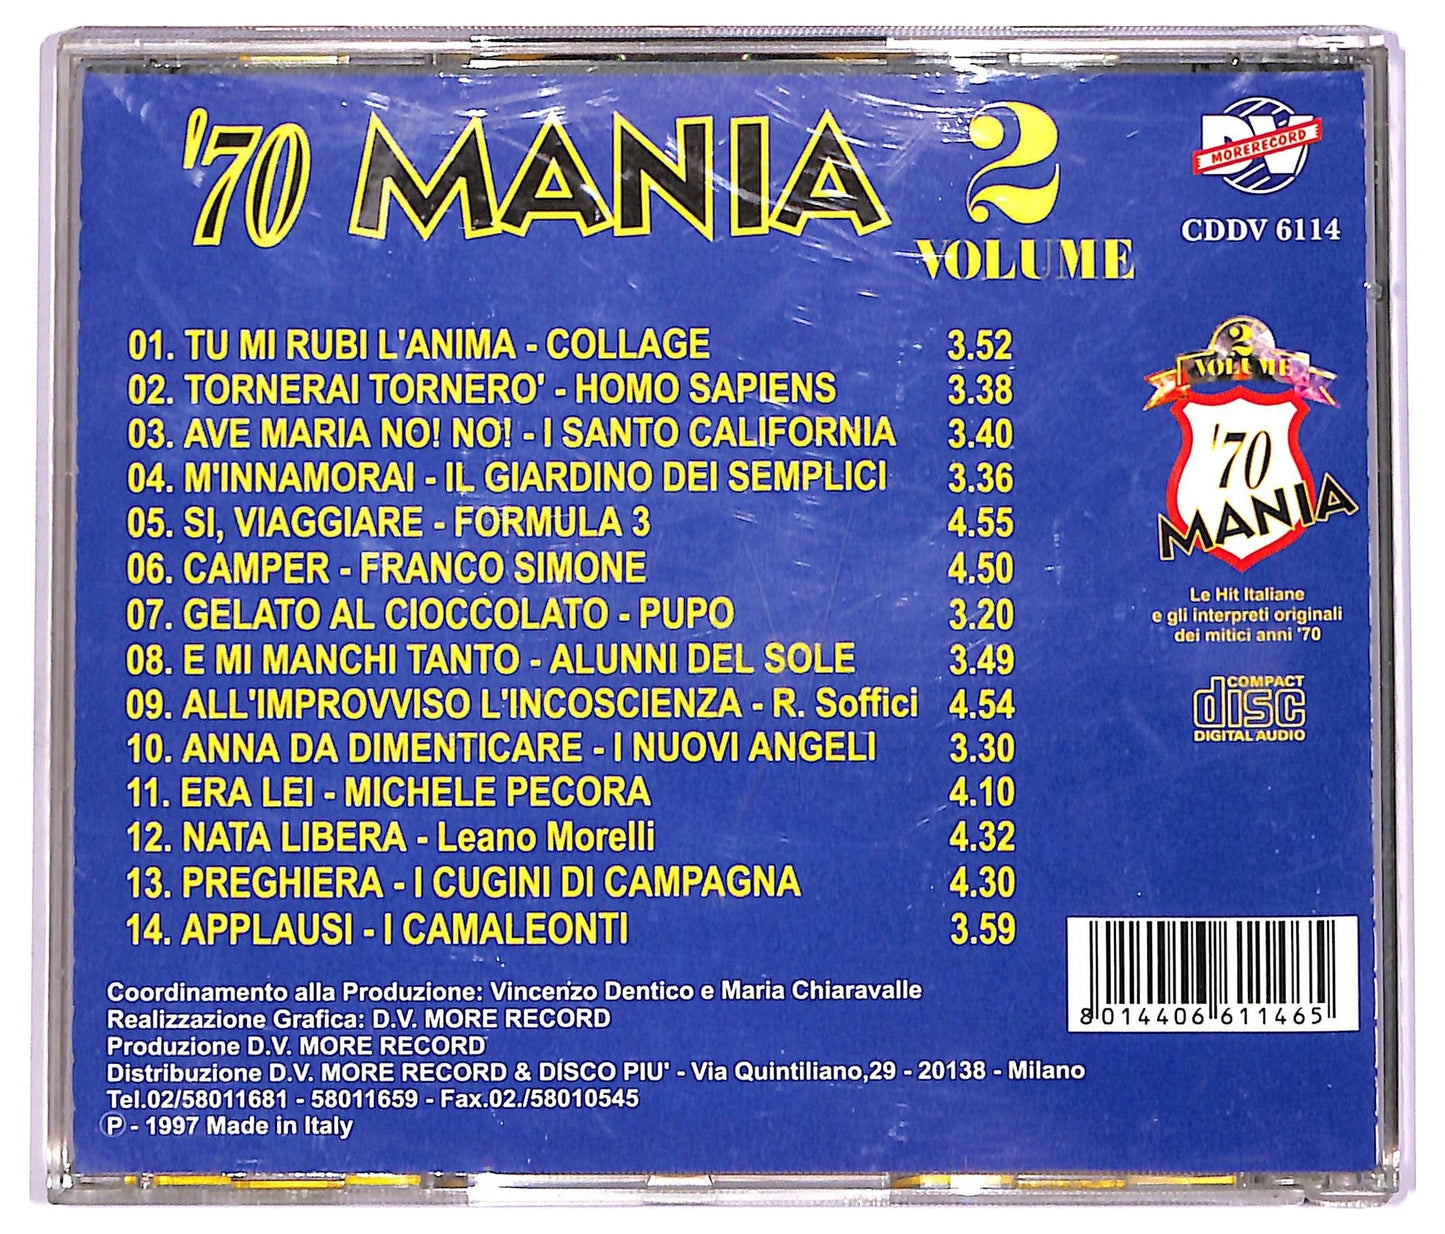 '70 MANIA 2
VOLUME
DV
MORERECORD
CDDV 6114
01. TU MI RUBI L'ANIMA - COLLAGE 3.52
02. TORNERAI TORNERO' - HOMO SAPIENS 3.38
03. AVE MARIA NO! NO! - I SANTO CALIFORNIA 3.40
04. M'INNAMORAI - IL GIARDINO DEI SEMPLICI 3.36
05. SI, VIAGGIARE - FORMULA 3 4.55
06. CAMPER - FRANCO SIMONE 4.50
07. GELATO AL CIOCCOLATO - PUPO 3.20
08. E MI MANCHI TANTO - ALUNNI DEL SOLE 3.49
09. ALL'IMPROVVISO L'INCOSCIENZA - R. Soffici 4.54
10. ANNA DA DIMENTICARE - I NUOVI ANGELI 3.30
11. ERA LEI - MICHELE PECORA 4.10
12. NATA LIBERA - Leano Morelli 4.32
13. PREGHIERA - I CUGINI DI CAMPAGNA 4.30
14. APPLAUSI - I CAMALEONTI 3.59
2
VOLUME
'70
MANIA
Le Hit Italiane
e gli interpreti originali
dei mitici anni '70
COMPACT
disc
DIGITAL AUDIO
Coordinamento alla Produzione: Vincenzo Dentico e Maria Chiaravalle
Realizzazione Grafica: D.V. MORE RECORD
Produzione D.V. MORE RECORD
Distribuzione D.V. MORE RECORD & DISCO PIU' - Via Quintiliano,29 - 20138 - Milano
Tel.02/58011681 - 58011659 - Fax.02./58010545
℗ - 1997 Made in Italy
8 014406 611465